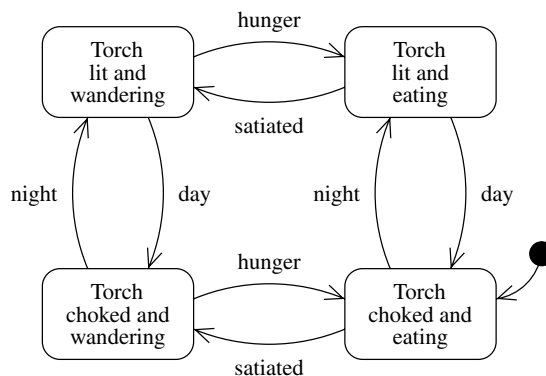 hunger
Torch
lit and
wandering
Torch
lit and
eating
satiated
night
day
night
day
hunger
Torch
choked and
wandering
Torch
choked and
eating
satiated